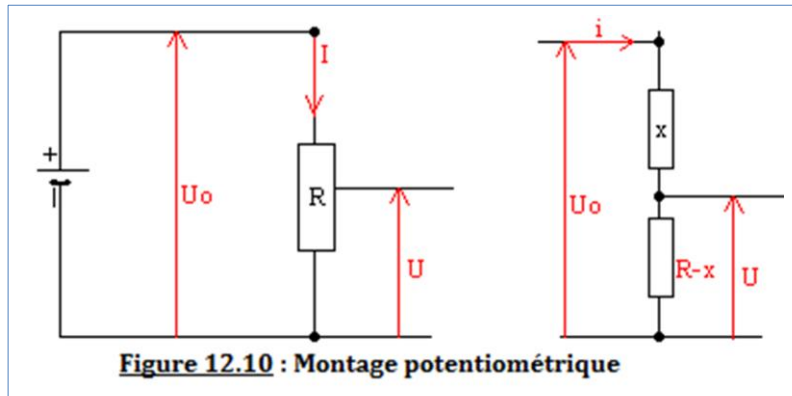 I
i
+
−
Uo
R
U
x
Uo
R-x
U
Figure 12.10 : Montage potentiométrique